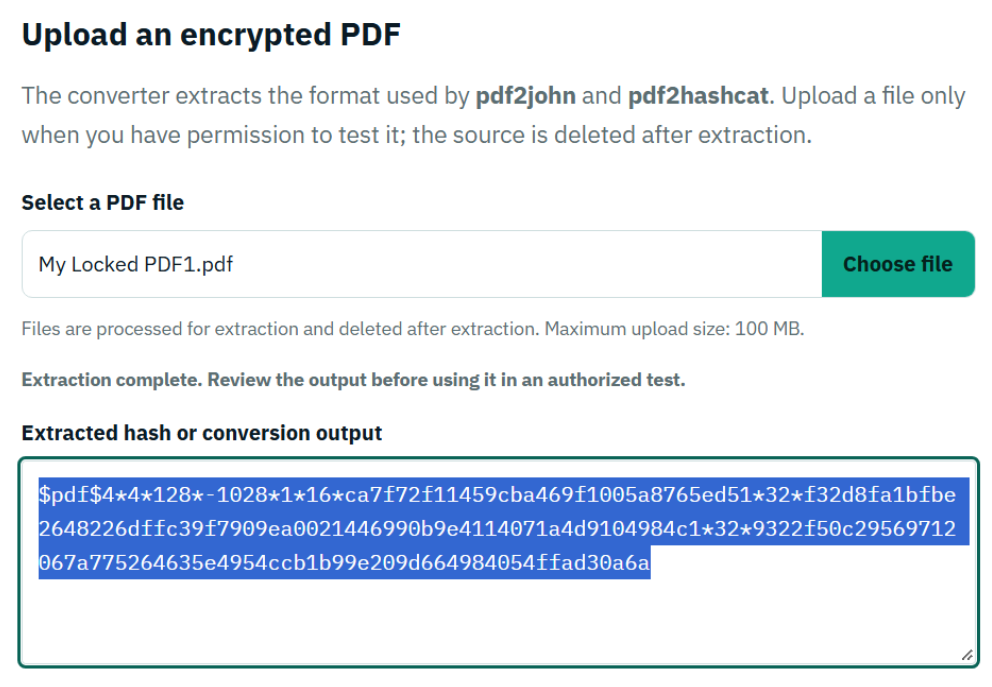 Upload an encrypted PDF
The converter extracts the format used by pdf2john and pdf2hashcat. Upload a file only
when you have permission to test it; the source is deleted after extraction.
Select a PDF file
My Locked PDF1.pdf
Choose file
Files are processed for extraction and deleted after extraction. Maximum upload size: 100 MB.
Extraction complete. Review the output before using it in an authorized test.
Extracted hash or conversion output
$pdf$4*4*128*-1028*1*16*ca7f72f11459cba469f1005a8765ed51*32*f32d8fa1bfbe
2648226dffc39f7909ea0021446990b9e4114071a4d9104984c1*32*9322f50c29569712
067a775264635e4954ccb1b99e209d664984054ffad30a6a